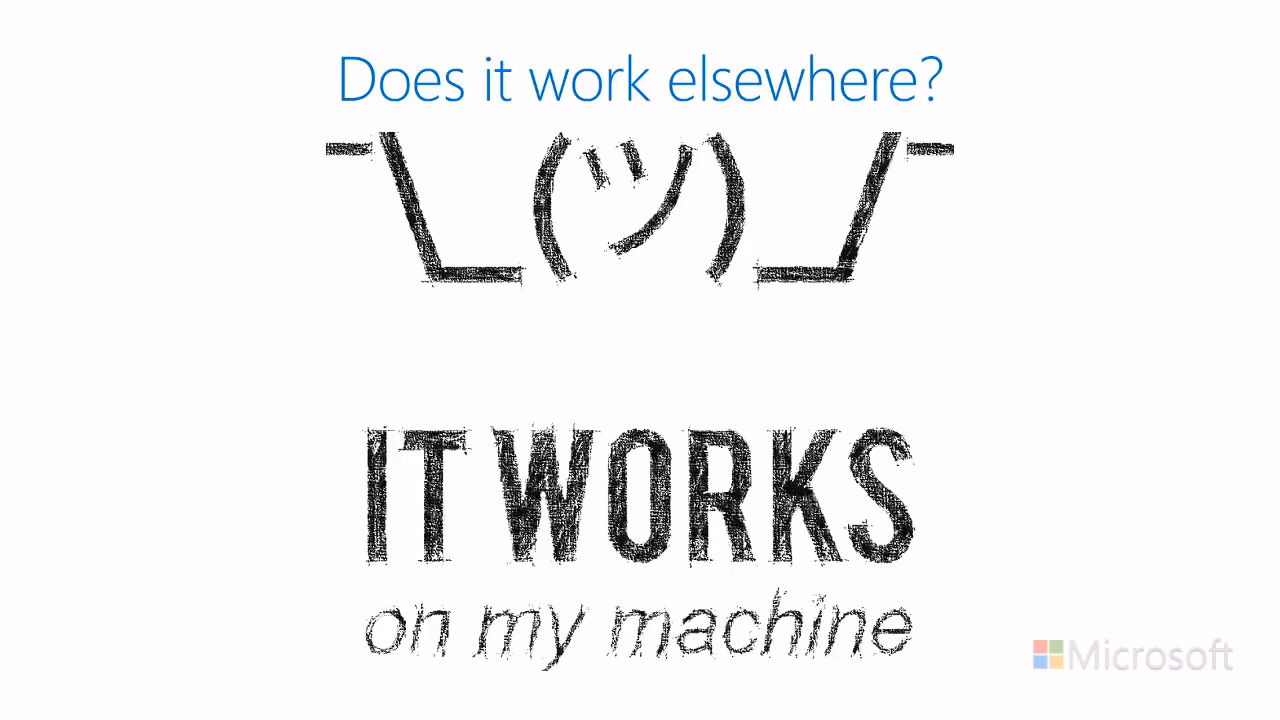 Does it work elsewhere?
¯\_(ツ)_/¯
IT WORKS
on my machine
Microsoft